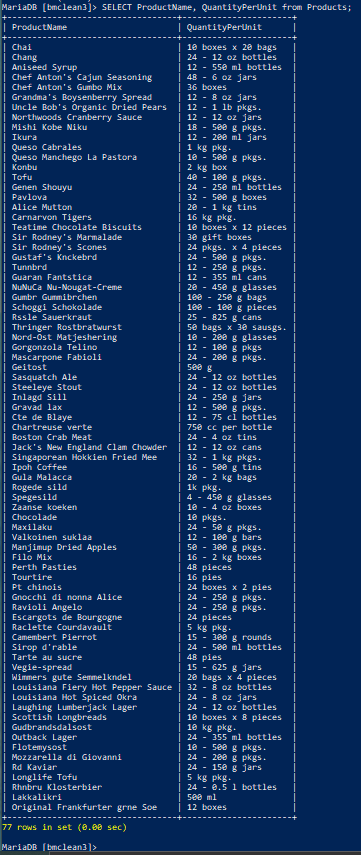 MariaDB [bmclean3]> SELECT ProductName, QuantityPerUnit from Products;
+----------------------------------+----------------------+
| ProductName | QuantityPerUnit |
+----------------------------------+----------------------+
| Chai | 10 boxes x 20 bags |
| Chang | 24 - 12 oz bottles |
| Aniseed Syrup | 12 - 550 ml bottles |
| Chef Anton's Cajun Seasoning | 48 - 6 oz jars |
| Chef Anton's Gumbo Mix | 36 boxes |
| Grandma's Boysenberry Spread | 12 - 8 oz jars |
| Uncle Bob's Organic Dried Pears | 12 - 1 lb pkgs. |
| Northwoods Cranberry Sauce | 12 - 12 oz jars |
| Mishi Kobe Niku | 18 - 500 g pkgs. |
| Ikura | 12 - 200 ml jars |
| Queso Cabrales | 1 kg pkg. |
| Queso Manchego La Pastora | 10 - 500 g pkgs. |
| Konbu | 2 kg box |
| Tofu | 40 - 100 g pkgs. |
| Genen Shouyu | 24 - 250 ml bottles |
| Pavlova | 32 - 500 g boxes |
| Alice Mutton | 20 - 1 kg tins |
| Carnarvon Tigers | 16 kg pkg. |
| Teatime Chocolate Biscuits | 10 boxes x 12 pieces |
| Sir Rodney's Marmalade | 30 gift boxes |
| Sir Rodney's Scones | 24 pkgs. x 4 pieces |
| Gustaf's Knckebrd | 24 - 500 g pkgs. |
| Tunnbrd | 12 - 250 g pkgs. |
| Guaran Fantstica | 12 - 355 ml cans |
| NuNuCa Nu-Nougat-Creme | 20 - 450 g glasses |
| Gumbr Gummibrchen | 100 - 250 g bags |
| Schoggi Schokolade | 100 - 100 g pieces |
| Rssle Sauerkraut | 25 - 825 g cans |
| Thringer Rostbratwurst | 50 bags x 30 sausgs. |
| Nord-Ost Matjeshering | 10 - 200 g glasses |
| Gorgonzola Telino | 12 - 100 g pkgs |
| Mascarpone Fabioli | 24 - 200 g pkgs. |
| Geitost | 500 g |
| Sasquatch Ale | 24 - 12 oz bottles |
| Steeleye Stout | 24 - 12 oz bottles |
| Inlagd Sill | 24 - 250 g jars |
| Gravad lax | 12 - 500 g pkgs. |
| Cte de Blaye | 12 - 75 cl bottles |
| Chartreuse verte | 750 cc per bottle |
| Boston Crab Meat | 24 - 4 oz tins |
| Jack's New England Clam Chowder | 12 - 12 oz cans |
| Singaporean Hokkien Fried Mee | 32 - 1 kg pkgs. |
| Ipoh Coffee | 16 - 500 g tins |
| Gula Malacca | 20 - 2 kg bags |
| Rogede sild | 1k pkg. |
| Spegesild | 4 - 450 g glasses |
| Zaanse koeken | 10 - 4 oz boxes |
| Chocolade | 10 pkgs. |
| Maxilaku | 24 - 50 g pkgs. |
| Valkoinen suklaa | 12 - 100 g bars |
| Manjimup Dried Apples | 50 - 300 g pkgs. |
| Filo Mix | 16 - 2 kg boxes |
| Perth Pasties | 48 pieces |
| Tourtire | 16 pies |
| Pt chinois | 24 boxes x 2 pies |
| Gnocchi di nonna Alice | 24 - 250 g pkgs. |
| Ravioli Angelo | 24 - 250 g pkgs. |
| Escargots de Bourgogne | 24 pieces |
| Raclette Courdavault | 5 kg pkg. |
| Camembert Pierrot | 15 - 300 g rounds |
| Sirop d'rable | 24 - 500 ml bottles |
| Tarte au sucre | 48 pies |
| Vegie-spread | 15 - 625 g jars |
| Wimmers gute Semmelkndel | 20 bags x 4 pieces |
| Louisiana Fiery Hot Pepper Sauce | 32 - 8 oz bottles |
| Louisiana Hot Spiced Okra | 24 - 8 oz jars |
| Laughing Lumberjack Lager | 24 - 12 oz bottles |
| Scottish Longbreads | 10 boxes x 8 pieces |
| Gudbrandsdalsost | 10 kg pkg. |
| Outback Lager | 24 - 355 ml bottles |
| Flotemysost | 10 - 500 g pkgs. |
| Mozzarella di Giovanni | 24 - 200 g pkgs. |
| Rd Kaviar | 24 - 150 g jars |
| Longlife Tofu | 5 kg pkg. |
| Rhnbru Klosterbier | 24 - 0.5 l bottles |
| Lakkalikri | 500 ml |
| Original Frankfurter grne Soe | 12 boxes |
+----------------------------------+----------------------+
77 rows in set (0.00 sec)
MariaDB [bmclean3]>